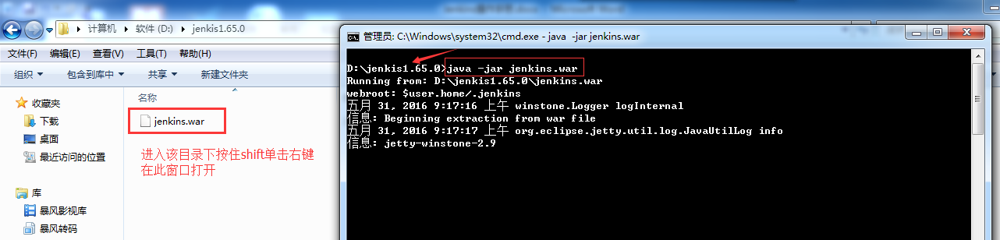 计算机 ▸ 软件 (D:) ▸ jenkis1.65.0
文件(F) 编辑(E) 查看(V) 工具(T) 帮助(H)
组织 包含到库中 共享 新建文件夹
收藏夹
下载
桌面
最近访问的位置
库
暴风影视库
暴风转码
名称
jenkins.war
进入该目录下按住shift单击右键
在此窗口打开
管理员: C:\Windows\system32\cmd.exe - java -jar jenkins.war
D:\jenkis1.65.0>java -jar jenkins.war
Running from: D:\jenkis1.65.0\jenkins.war
webroot: $user.home/.jenkins
五月 31, 2016 9:17:16 上午 winstone.Logger logInternal
信息: Beginning extraction from war file
五月 31, 2016 9:17:17 上午 org.eclipse.jetty.util.log.JavaUtilLog info
信息: jetty-winstone-2.9